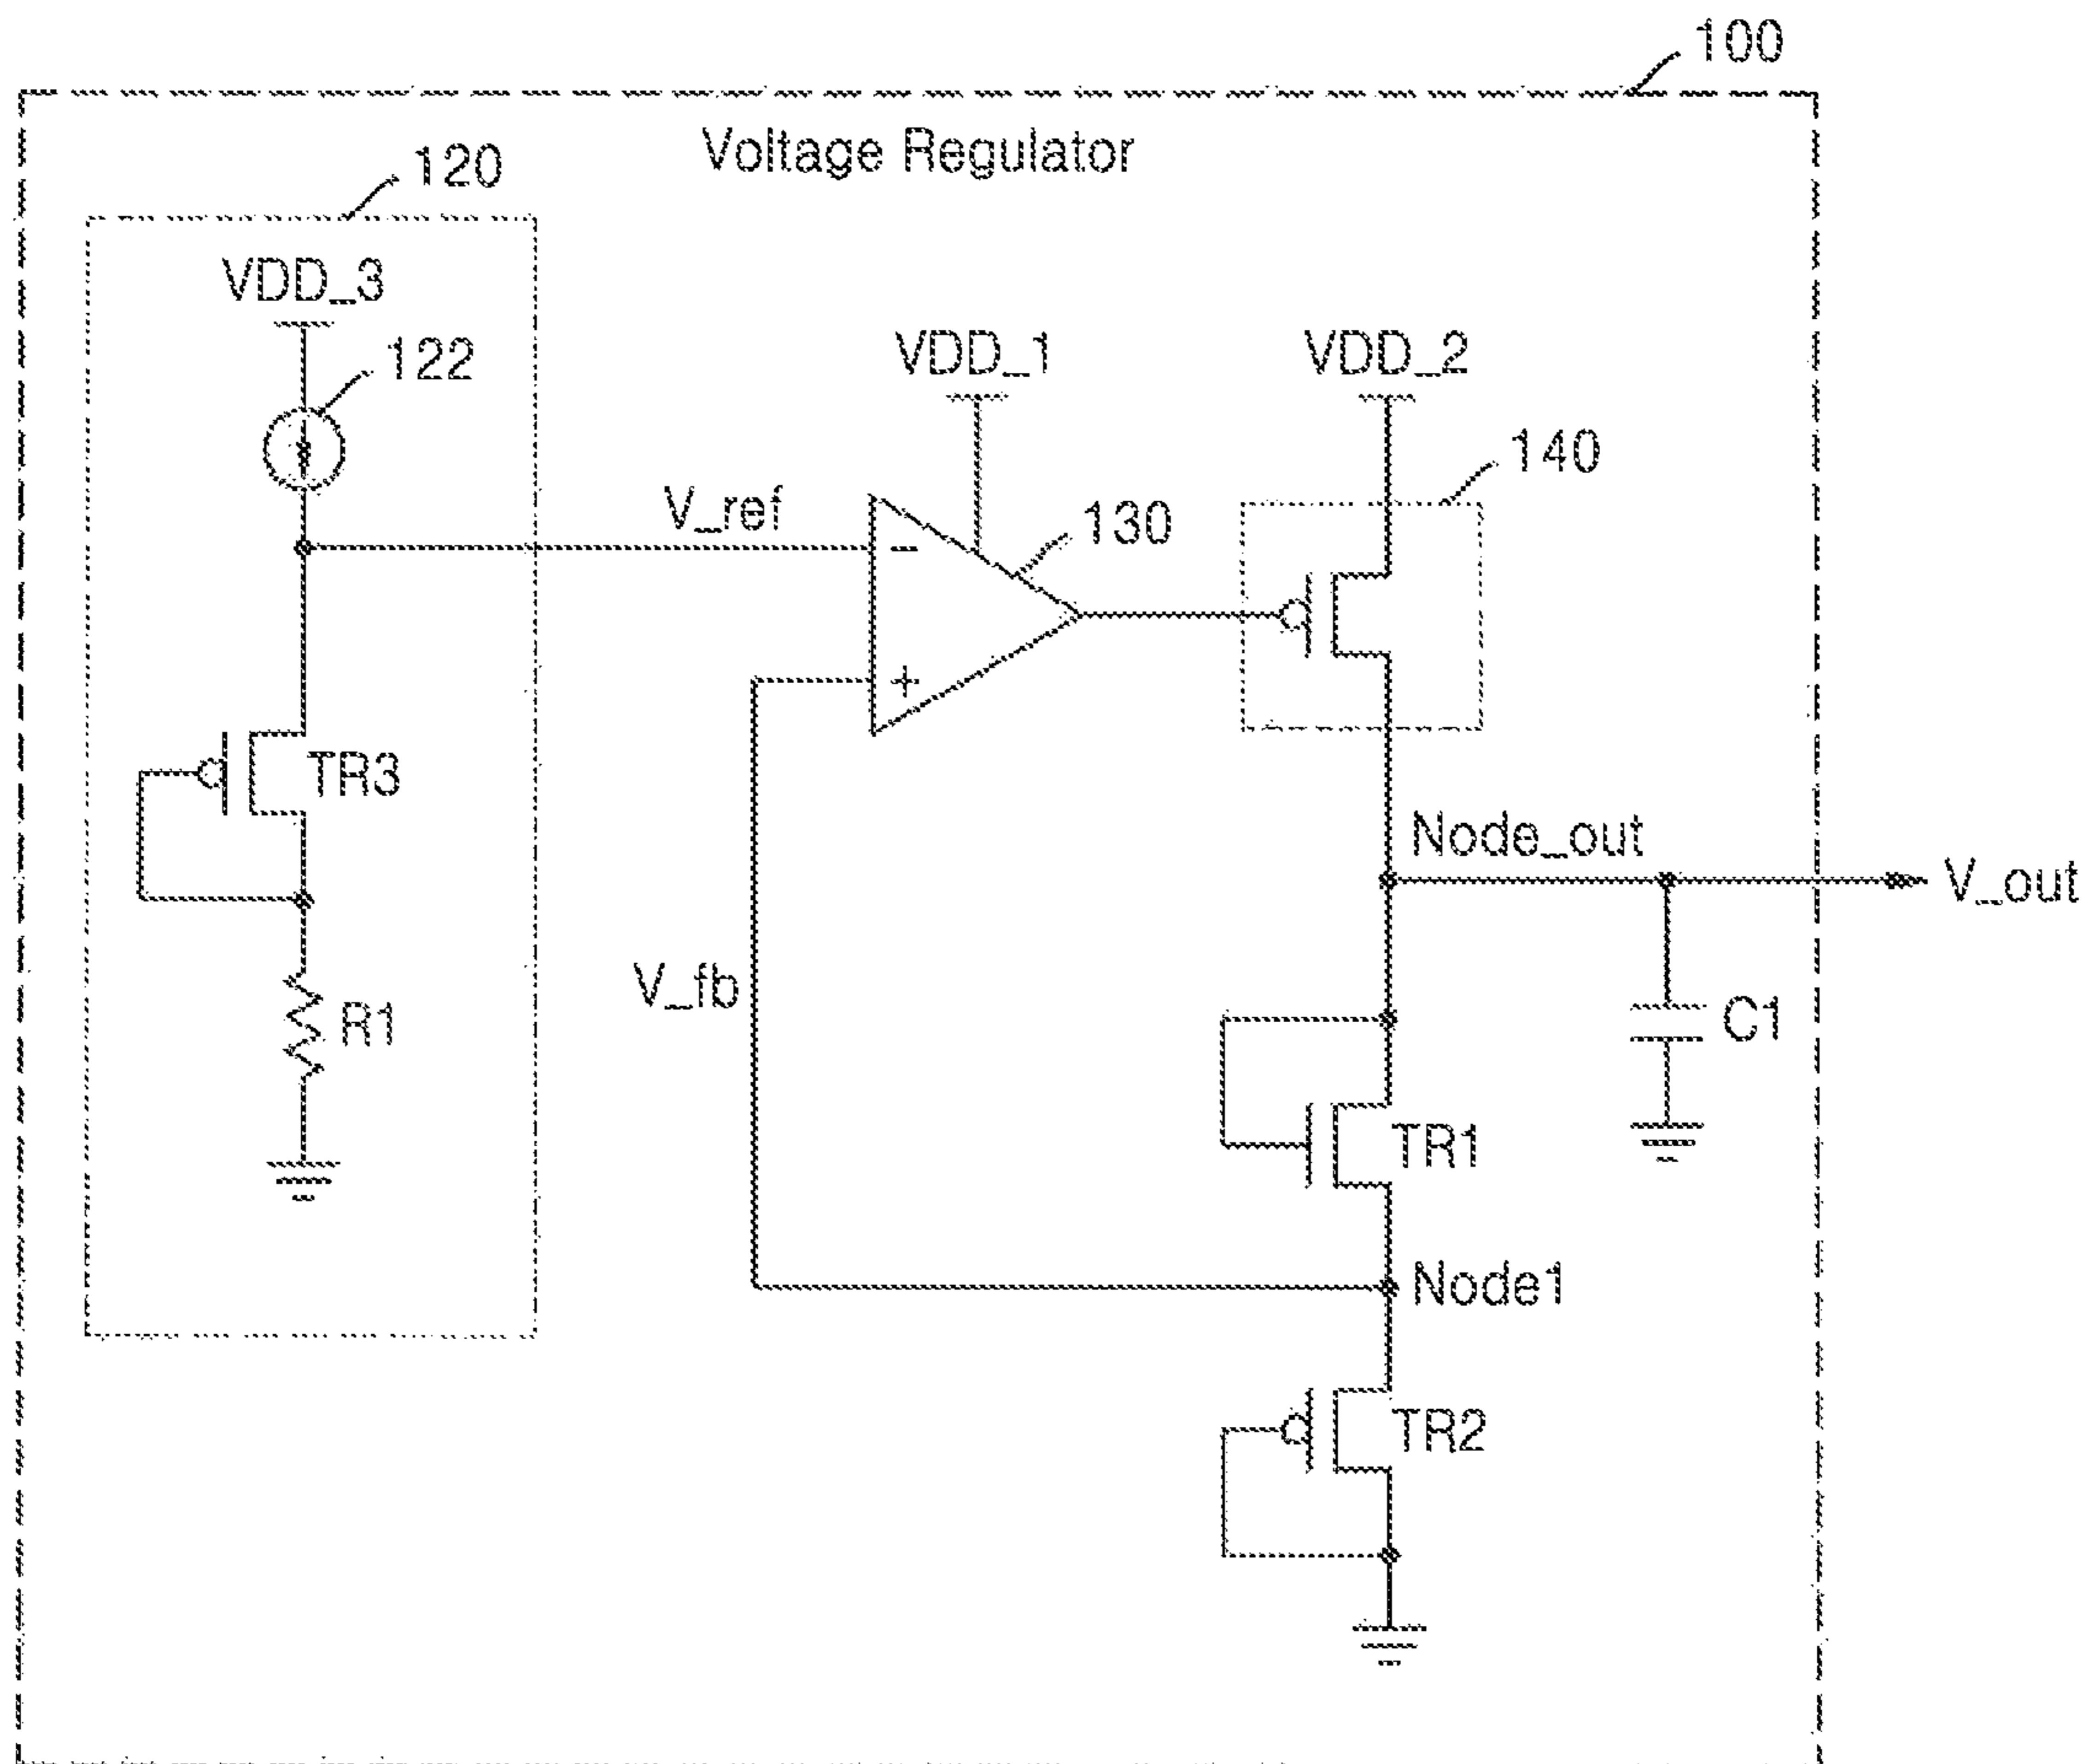 100
Voltage Regulator
120
VDD_3
122
VDD_1
VDD_2
140
V_ref
130
-
+
TR3
Node_out
V_out
V_fb
R1
C1
TR1
Node1
TR2